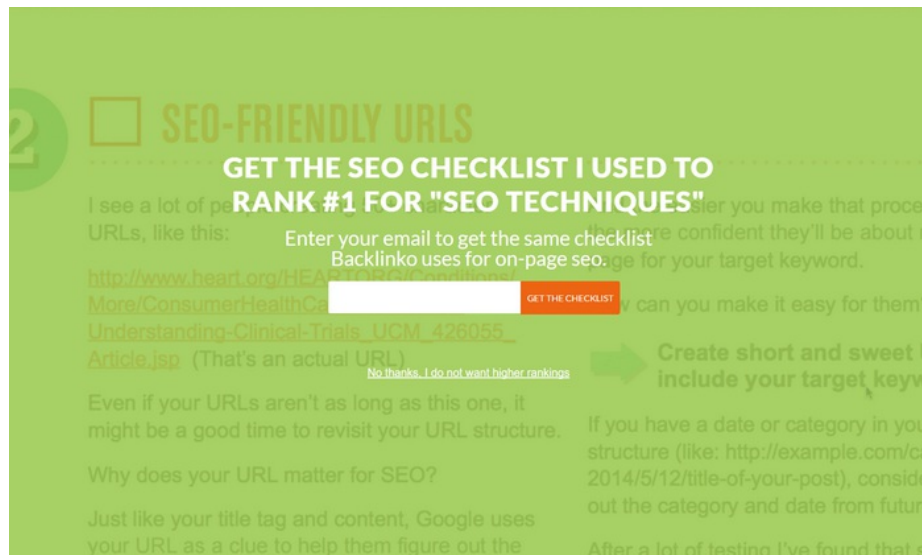 2
SEO-FRIENDLY URLS
GET THE SEO CHECKLIST I USED TO
RANK #1 FOR "SEO TECHNIQUES"
Enter your email to get the same checklist
Backlinko uses for on-page seo.
GET THE CHECKLIST
No thanks, I do not want higher rankings
I see a lot of
URLs, like this:
http://www.heart.org/HEARTORG/Conditions/
More/ConsumerHealthCa
Understanding-Clinical-Trials_UCM_426055_
Article.jsp (That's an actual URL)
Even if your URLs aren't as long as this one, it
might be a good time to revisit your URL structure.
Why does your URL matter for SEO?
Just like your title tag and content, Google uses
your URL as a clue to help them figure out the
you make that proce
more confident they'll be about
page for your target keyword.
can you make it easy for them
Create short and sweet
include your target keyw
If you have a date or category in you
structure (like: http://example.com/ca
2014/5/12/title-of-your-post), conside
out the category and date from futur
After a lot of testing I've found that